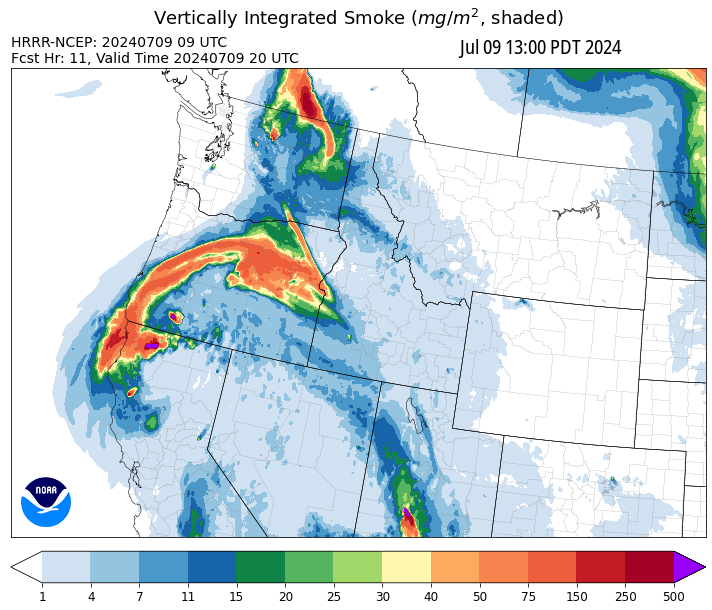 Vertically Integrated Smoke (mg/m², shaded)
HRRR-NCEP: 20240709 09 UTC
Fcst Hr: 11, Valid Time 20240709 20 UTC
Jul 09 13:00 PDT 2024
NOAA
1 4 7 11 15 20 25 30 40 50 75 150 250 500